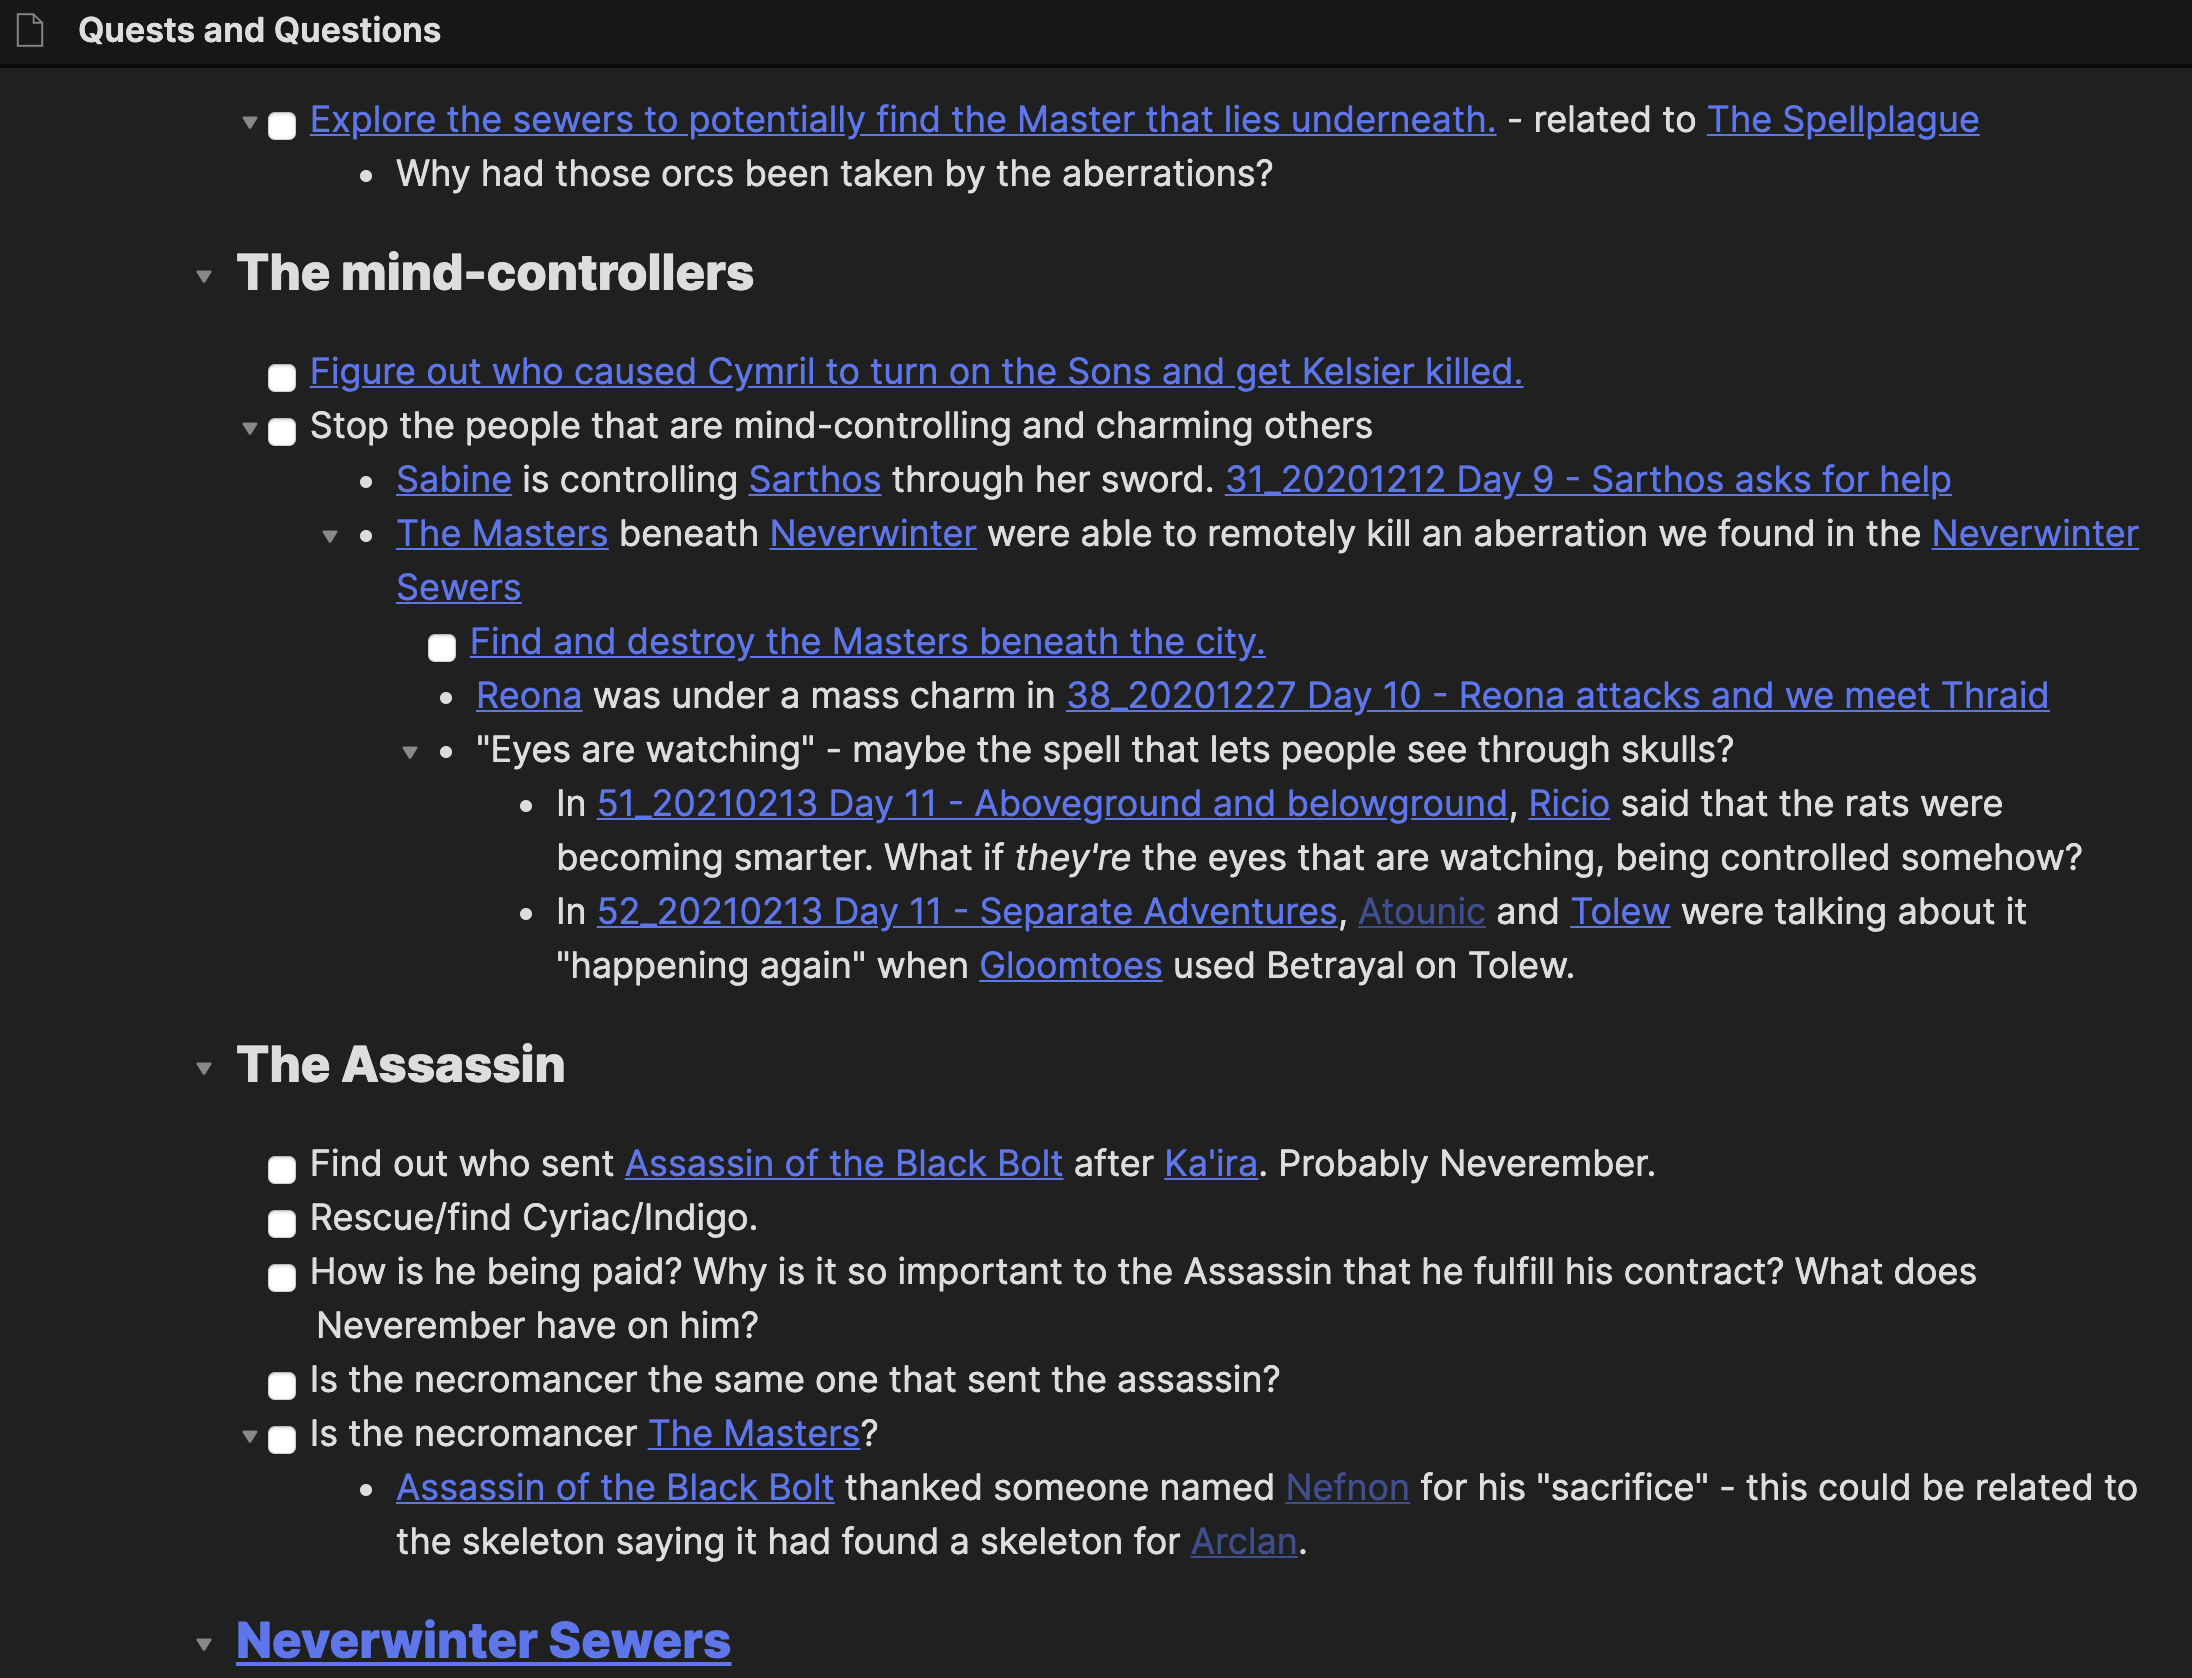 Quests and Questions
Explore the sewers to potentially find the Master that lies underneath. - related to The Spellplague
Why had those orcs been taken by the aberrations?
The mind-controllers
Figure out who caused Cymril to turn on the Sons and get Kelsier killed.
Stop the people that are mind-controlling and charming others
Sabine is controlling Sarthos through her sword. 31_20201212 Day 9 - Sarthos asks for help
The Masters beneath Neverwinter were able to remotely kill an aberration we found in the Neverwinter
Sewers
Find and destroy the Masters beneath the city.
Reona was under a mass charm in 38_20201227 Day 10 - Reona attacks and we meet Thraid
"Eyes are watching" - maybe the spell that lets people see through skulls?
In 51_20210213 Day 11 - Aboveground and belowground, Ricio said that the rats were
becoming smarter. What if they're the eyes that are watching, being controlled somehow?
In 52_20210213 Day 11 - Separate Adventures, Atounic and Tolew were talking about it
"happening again" when Gloomtoes used Betrayal on Tolew.
The Assassin
Find out who sent Assassin of the Black Bolt after Ka'ira. Probably Neverember.
Rescue/find Cyriac/Indigo.
How is he being paid? Why is it so important to the Assassin that he fulfill his contract? What does
Neverember have on him?
Is the necromancer the same one that sent the assassin?
Is the necromancer The Masters?
Assassin of the Black Bolt thanked someone named Nefnon for his "sacrifice" - this could be related to
the skeleton saying it had found a skeleton for Arclan.
Neverwinter Sewers